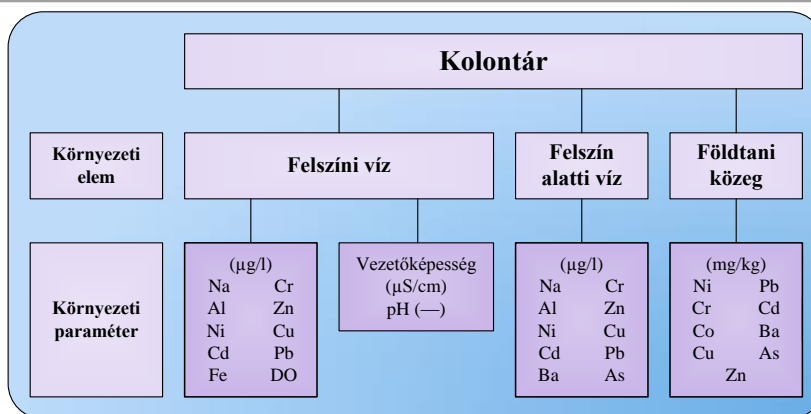 Kolontár
Környezeti
elem
Felszíni víz
Felszín
alatti víz
Földtani
közeg
Környezeti
paraméter
(µg/l)
Na Cr
Al Zn
Ni Cu
Cd Pb
Fe DO
Vezetőképesség
(µS/cm)
pH (—)
(µg/l)
Na Cr
Al Zn
Ni Cu
Cd Pb
Ba As
(mg/kg)
Ni Pb
Cr Cd
Co Ba
Cu As
Zn